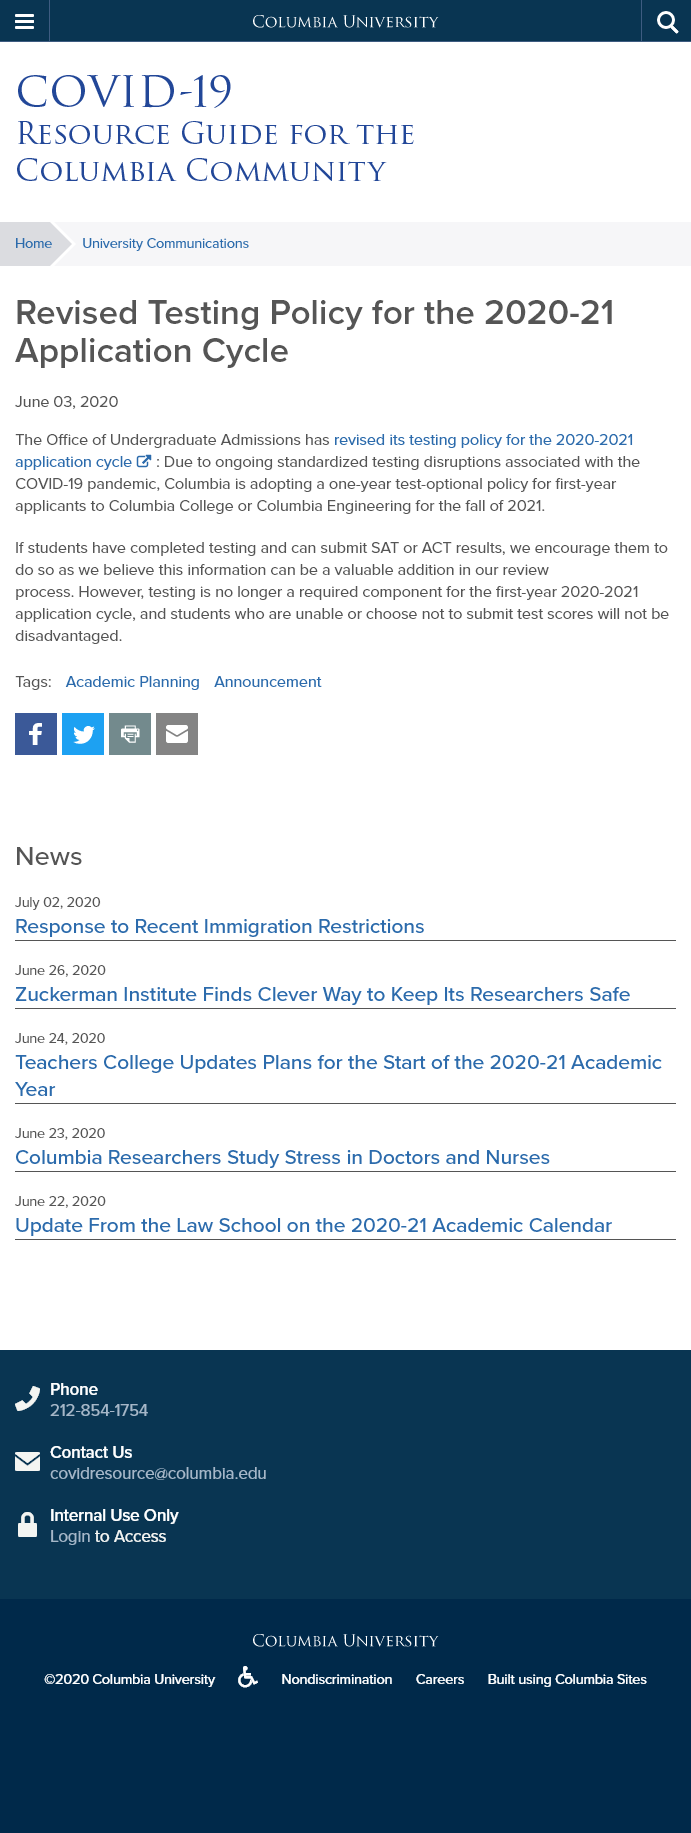 Columbia University
COVID-19
Resource Guide for the
Columbia Community
Home
University Communications
Revised Testing Policy for the 2020-21
Application Cycle
June 03, 2020
The Office of Undergraduate Admissions has revised its testing policy for the 2020-2021
application cycle : Due to ongoing standardized testing disruptions associated with the
COVID-19 pandemic, Columbia is adopting a one-year test-optional policy for first-year
applicants to Columbia College or Columbia Engineering for the fall of 2021.
If students have completed testing and can submit SAT or ACT results, we encourage them to
do so as we believe this information can be a valuable addition in our review
process. However, testing is no longer a required component for the first-year 2020-2021
application cycle, and students who are unable or choose not to submit test scores will not be
disadvantaged.
Tags: Academic Planning Announcement
News
July 02, 2020
Response to Recent Immigration Restrictions
June 26, 2020
Zuckerman Institute Finds Clever Way to Keep Its Researchers Safe
June 24, 2020
Teachers College Updates Plans for the Start of the 2020-21 Academic
Year
June 23, 2020
Columbia Researchers Study Stress in Doctors and Nurses
June 22, 2020
Update From the Law School on the 2020-21 Academic Calendar
Phone
212-854-1754
Contact Us
covidresource@columbia.edu
Internal Use Only
Login to Access
Columbia University
©2020 Columbia University Nondiscrimination Careers Built using Columbia Sites